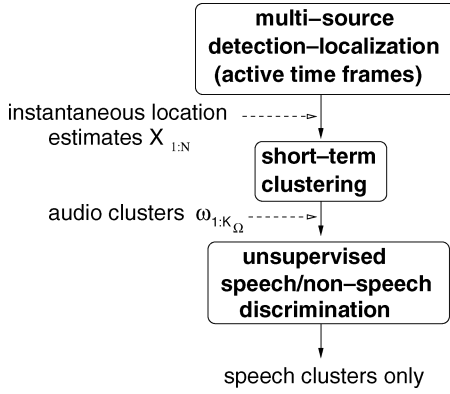 multi–source
detection–localization
(active time frames)
instantaneous location
estimates X 1:N
short–term
clustering
audio clusters ω1:KΩ
unsupervised
speech/non–speech
discrimination
speech clusters only